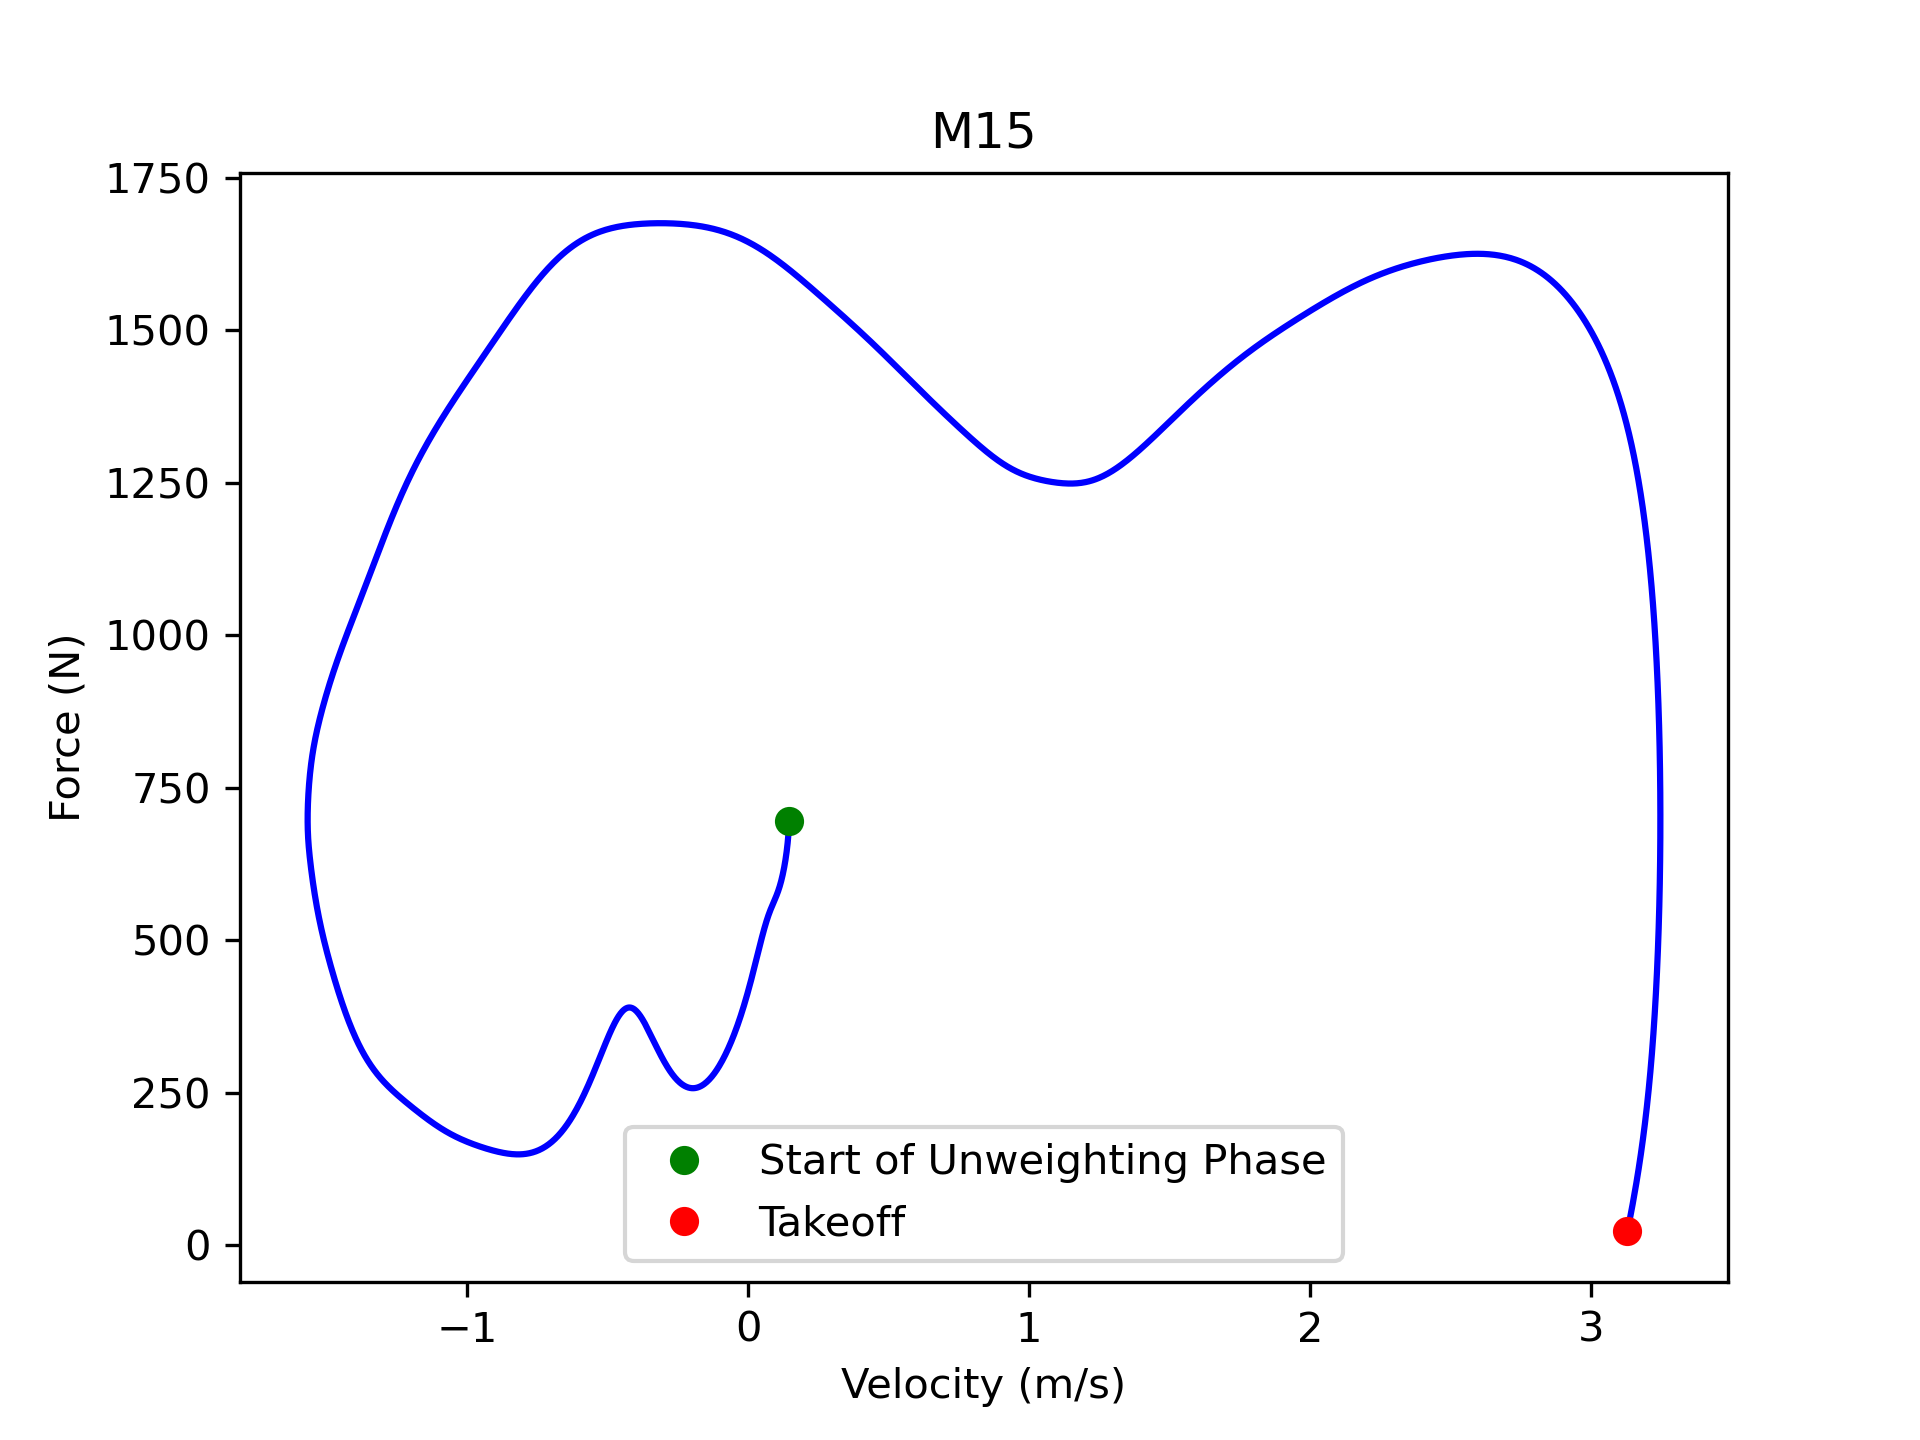 M15
1750
1500
1250
1000
750
500
250
0
Force (N)
Start of Unweighting Phase
Takeoff
−1 0 1 2 3
Velocity (m/s)